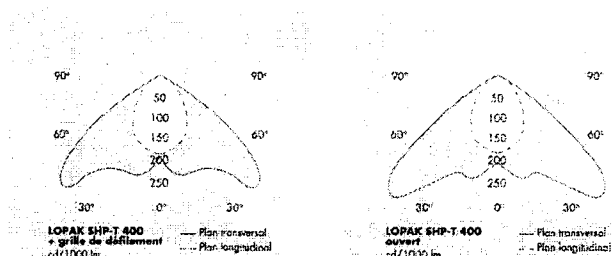 90° 90°
50
100
60° 150 60°
200
250
30° 0° 30°
LOPAK SHP-T 400
+ grille de défilement
cd/1000 lm
— Plan transversal
-- Plan longitudinal
90° 90°
50
100
60° 150 60°
200
250
30° 0° 30°
LOPAK SHP-T 400
ouvert
cd/1000 lm
— Plan transversal
-- Plan longitudinal